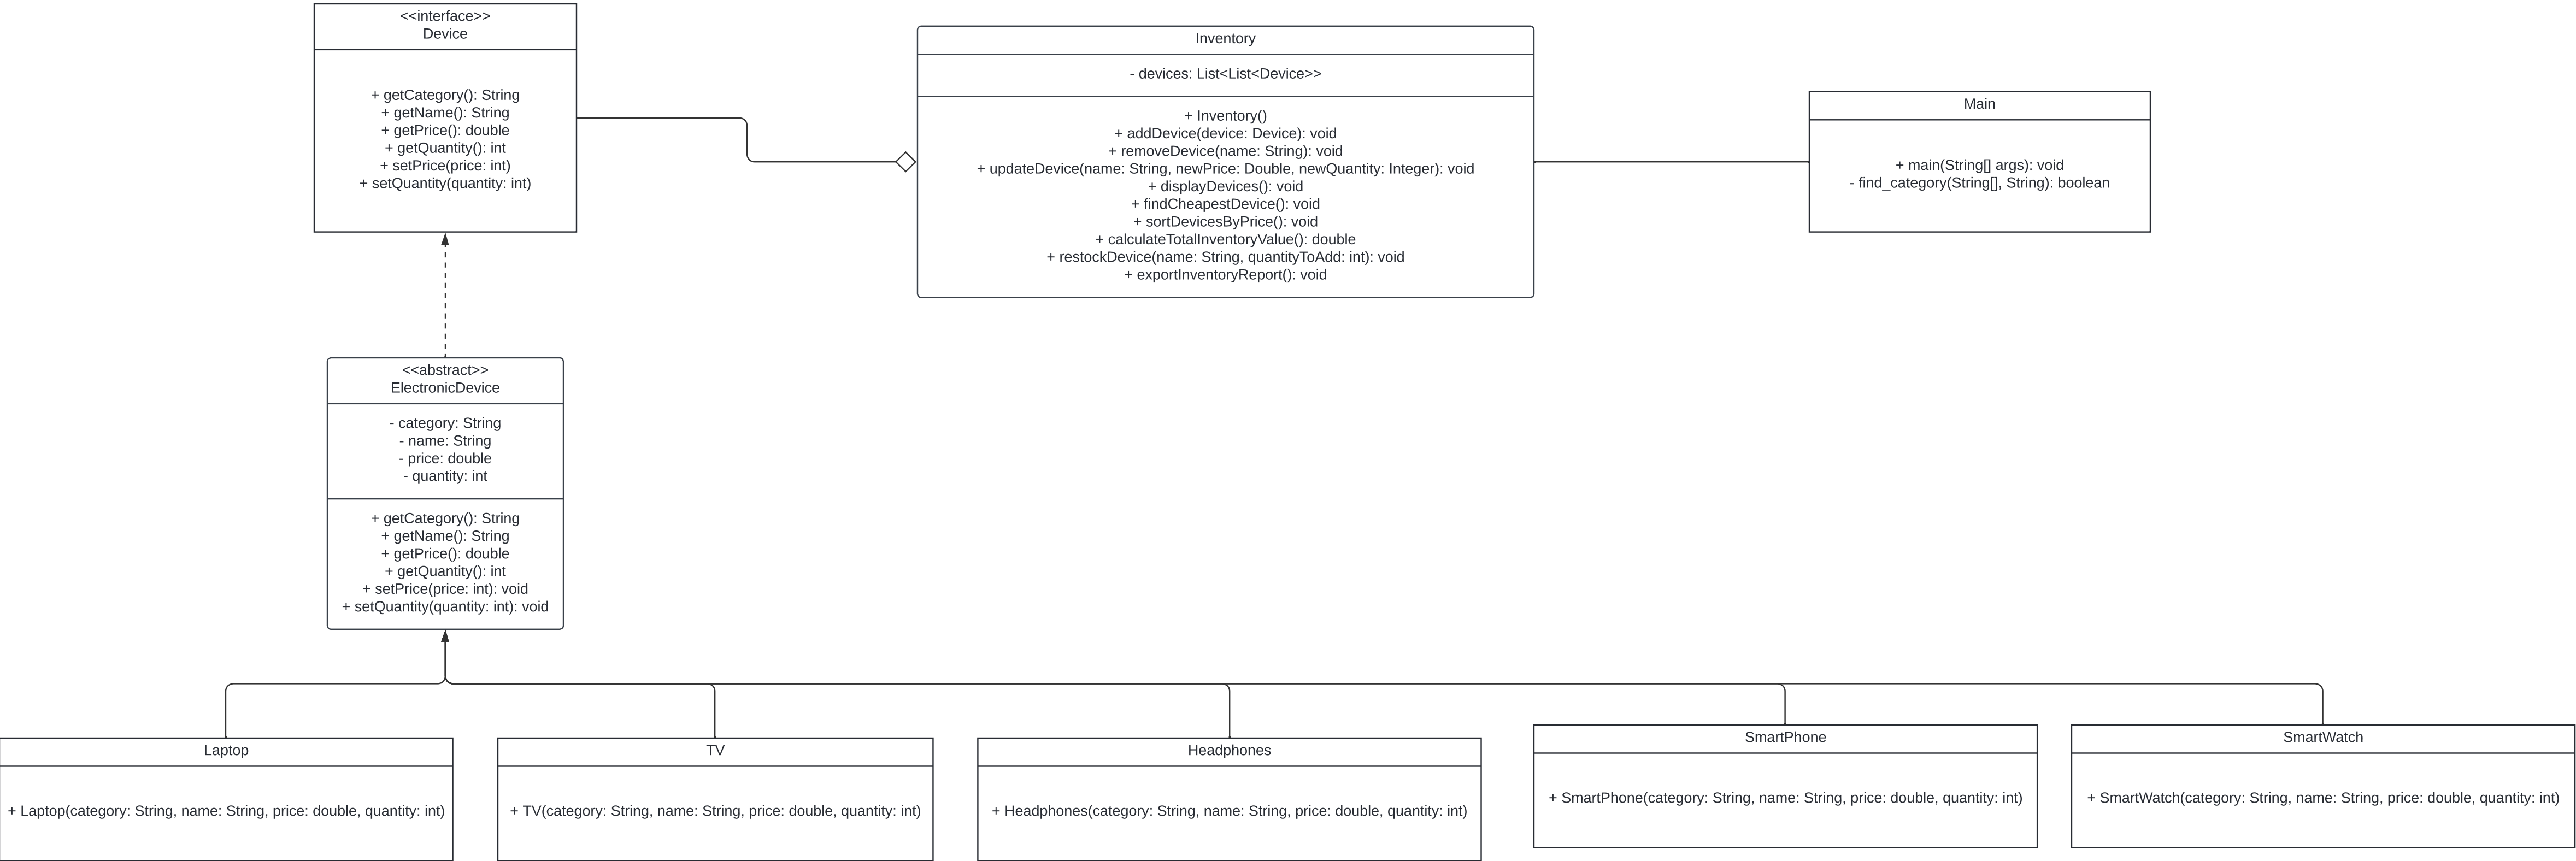 <<interface>>
Device
+ getCategory(): String
+ getName(): String
+ getPrice(): double
+ getQuantity(): int
+ setPrice(price: int)
+ setQuantity(quantity: int)
Inventory
- devices: List<List<Device>>
+ Inventory()
+ addDevice(device: Device): void
+ removeDevice(name: String): void
+ updateDevice(name: String, newPrice: Double, newQuantity: Integer): void
+ displayDevices(): void
+ findCheapestDevice(): void
+ sortDevicesByPrice(): void
+ calculateTotalInventoryValue(): double
+ restockDevice(name: String, quantityToAdd: int): void
+ exportInventoryReport(): void
Main
+ main(String[] args): void
- find_category(String[], String): boolean
<<abstract>>
ElectronicDevice
- category: String
- name: String
- price: double
- quantity: int
+ getCategory(): String
+ getName(): String
+ getPrice(): double
+ getQuantity(): int
+ setPrice(price: int): void
+ setQuantity(quantity: int): void
Laptop
+ Laptop(category: String, name: String, price: double, quantity: int)
TV
+ TV(category: String, name: String, price: double, quantity: int)
Headphones
+ Headphones(category: String, name: String, price: double, quantity: int)
SmartPhone
+ SmartPhone(category: String, name: String, price: double, quantity: int)
SmartWatch
+ SmartWatch(category: String, name: String, price: double, quantity: int)